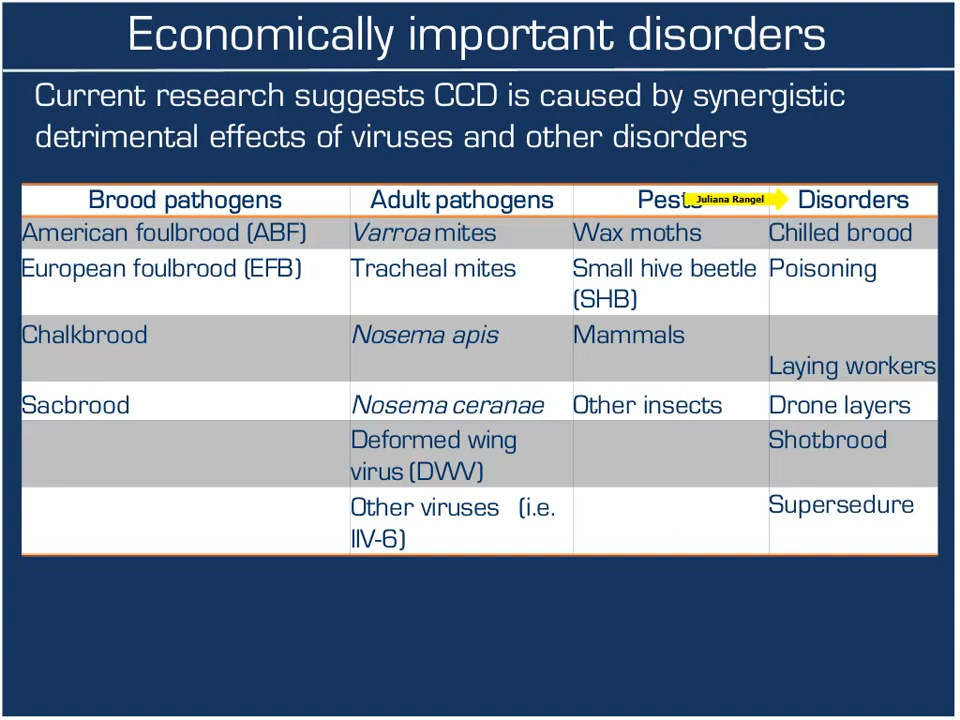 Economically important disorders
Current research suggests CCD is caused by synergistic
detrimental effects of viruses and other disorders
Brood pathogens Adult pathogens Pests Juliana Rangel Disorders
American foulbrood (ABF) Varroa mites Wax moths Chilled brood
European foulbrood (EFB) Tracheal mites Small hive beetle Poisoning
(SHB)
Chalkbrood Nosema apis Mammals
Laying workers
Sacbrood Nosema ceranae Other insects Drone layers
Deformed wing Shotbrood
virus (DWV)
Other viruses (i.e. Supersedure
IIV-6)